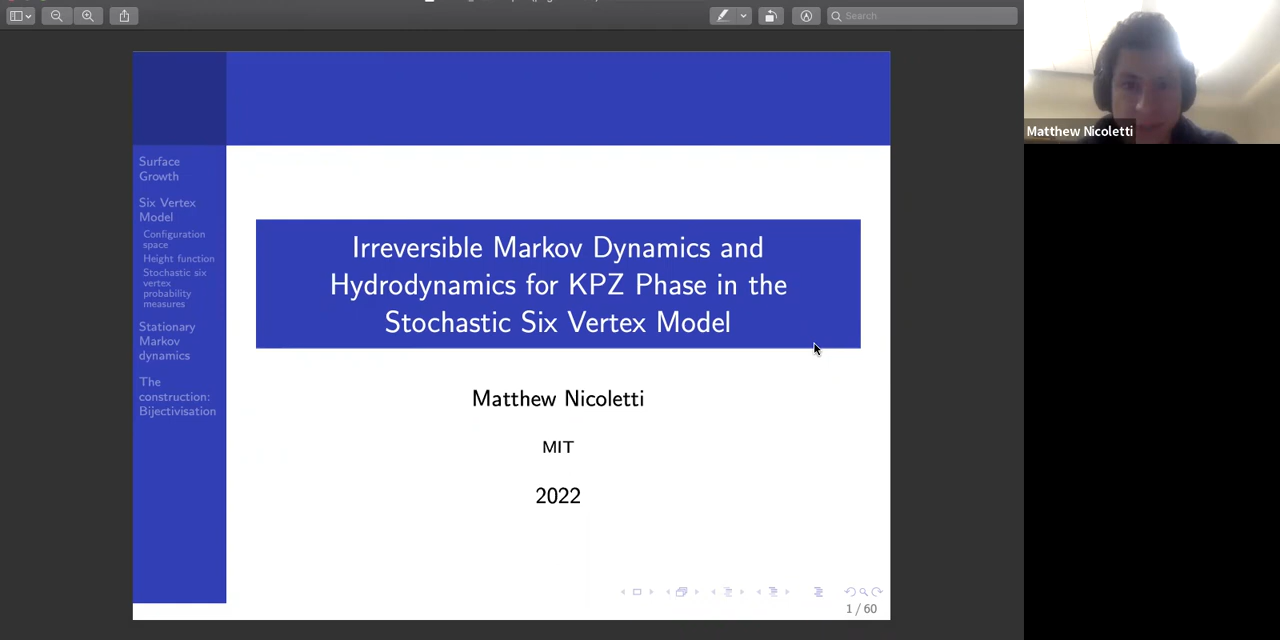 Search
Matthew Nicoletti
Surface
Growth
Six Vertex
Model
Configuration
space
Height function
Stochastic six
vertex
probability
measures
Stationary
Markov
dynamics
The
construction:
Bijectivisation
Irreversible Markov Dynamics and
Hydrodynamics for KPZ Phase in the
Stochastic Six Vertex Model
Matthew Nicoletti
MIT
2022
1 / 60